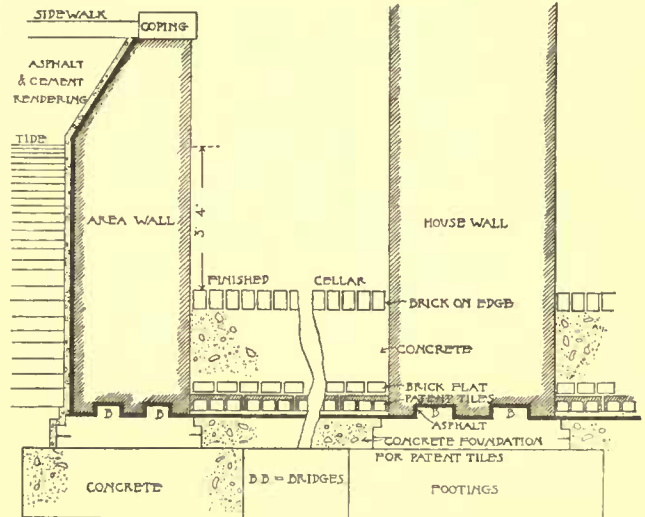 SIDEWALK
COPING
ASPHALT
& CEMENT
RENDERING
TIDE
AREA WALL
3' 4"
HOUSE WALL
FINISHED CELLAR
BRICK ON EDGE
CONCRETE
BRICK FLAT
PATENT TILES
B B B B
ASPHALT
CONCRETE FOUNDATION
FOR PATENT TILES
CONCRETE
B B = BRIDGES
FOOTINGS